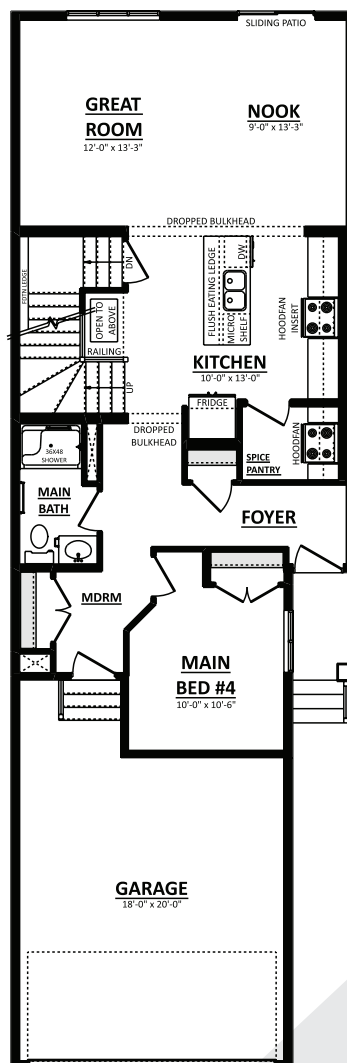 SLIDING PATIO
GREAT
ROOM
12'-0" x 13'-3"
NOOK
9'-0" x 13'-3"
DROPPED BULKHEAD
FDTN LEDGE
DN
OPEN TO
ABOVE
RAILING
UP
FLUSH EATING LEDGE
DW
MICRO
SHELF
HOODFAN
INSERT
KITCHEN
10'-0" x 13'-0"
FRIDGE
DROPPED
BULKHEAD
HOODFAN
SPICE
PANTRY
36X48
SHOWER
MAIN
BATH
FOYER
MDRM
MAIN
BED #4
10'-0" x 10'-6"
GARAGE
18'-0" x 20'-0"